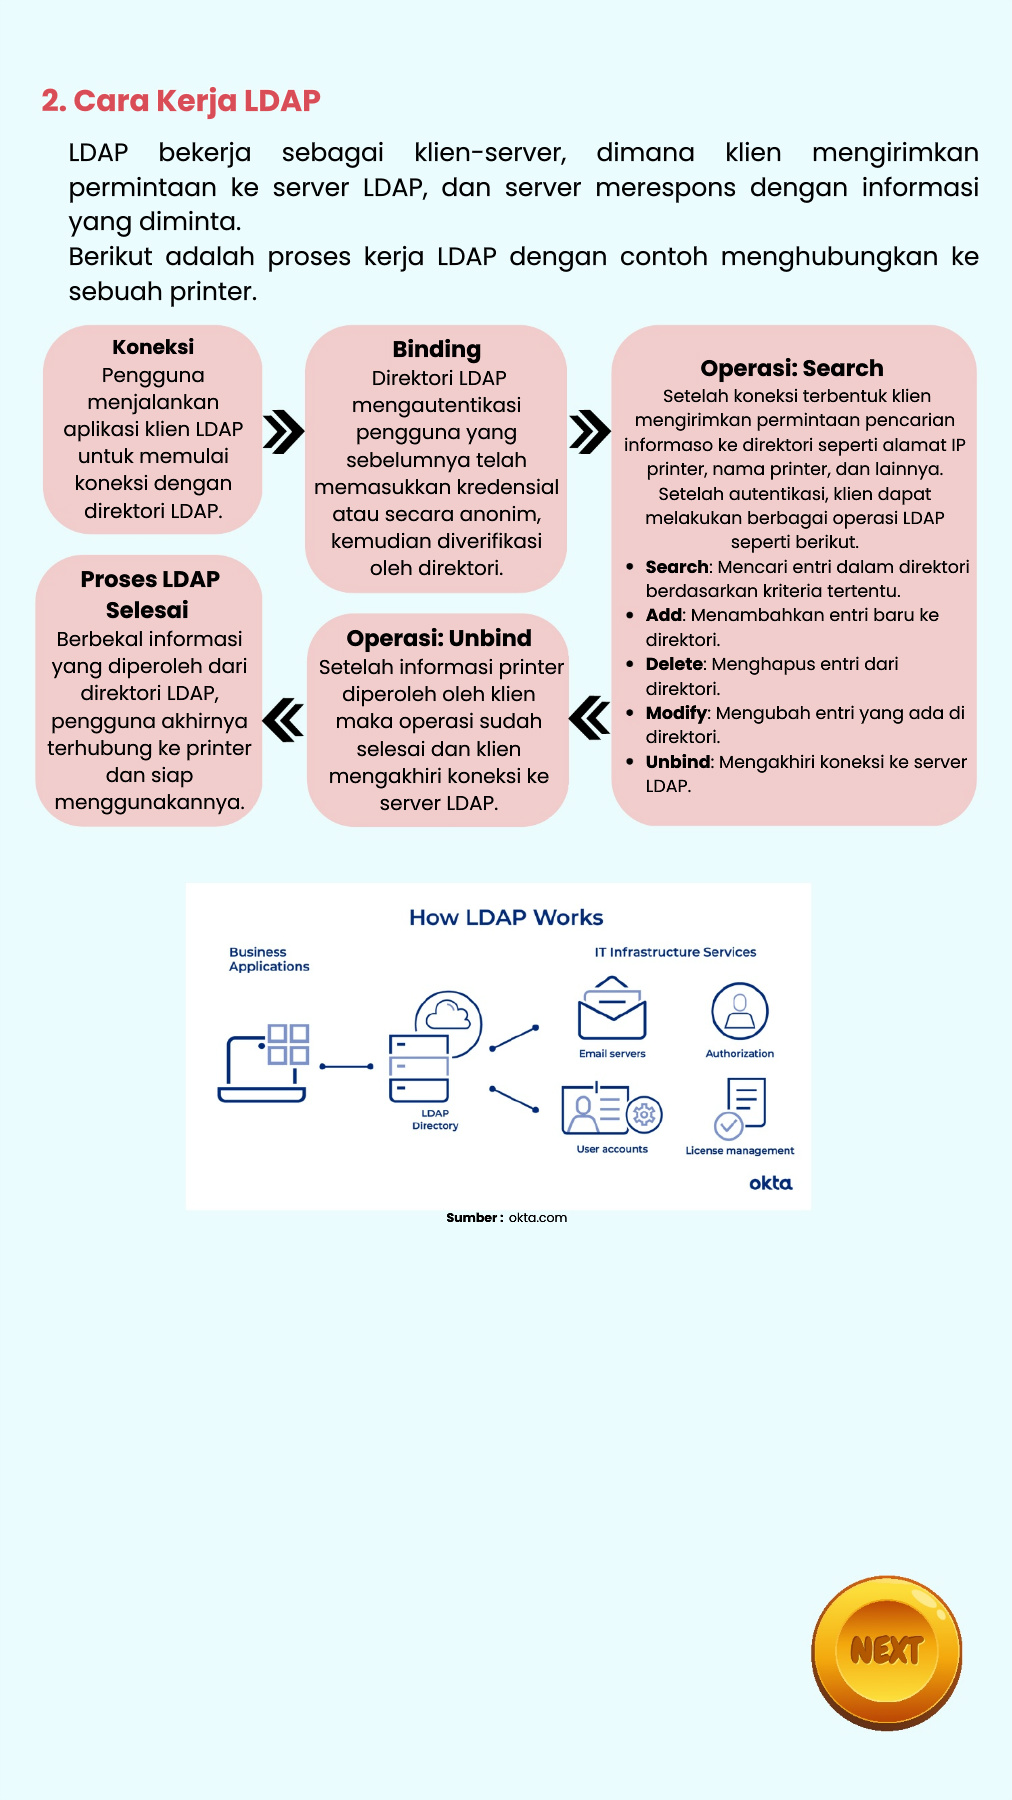 2. Cara Kerja LDAP
LDAP bekerja sebagai klien-server, dimana klien mengirimkan
permintaan ke server LDAP, dan server merespons dengan informasi
yang diminta.
Berikut adalah proses kerja LDAP dengan contoh menghubungkan ke
sebuah printer.
Koneksi
Pengguna
menjalankan
aplikasi klien LDAP
untuk memulai
koneksi dengan
direktori LDAP.
Binding
Direktori LDAP
mengautentikasi
pengguna yang
sebelumnya telah
memasukkan kredensial
atau secara anonim,
kemudian diverifikasi
oleh direktori.
Operasi: Search
Setelah koneksi terbentuk klien
mengirimkan permintaan pencarian
informaso ke direktori seperti alamat IP
printer, nama printer, dan lainnya.
Setelah autentikasi, klien dapat
melakukan berbagai operasi LDAP
seperti berikut.
• Search: Mencari entri dalam direktori
berdasarkan kriteria tertentu.
• Add: Menambahkan entri baru ke
direktori.
• Delete: Menghapus entri dari
direktori.
• Modify: Mengubah entri yang ada di
direktori.
• Unbind: Mengakhiri koneksi ke server
LDAP.
Operasi: Unbind
Setelah informasi printer
diperoleh oleh klien
maka operasi sudah
selesai dan klien
mengakhiri koneksi ke
server LDAP.
Proses LDAP
Selesai
Berbekal informasi
yang diperoleh dari
direktori LDAP,
pengguna akhirnya
terhubung ke printer
dan siap
menggunakannya.
How LDAP Works
Business
Applications
IT Infrastructure Services
LDAP
Directory
Email servers
Authorization
User accounts
License management
okta
Sumber : okta.com
NEXT